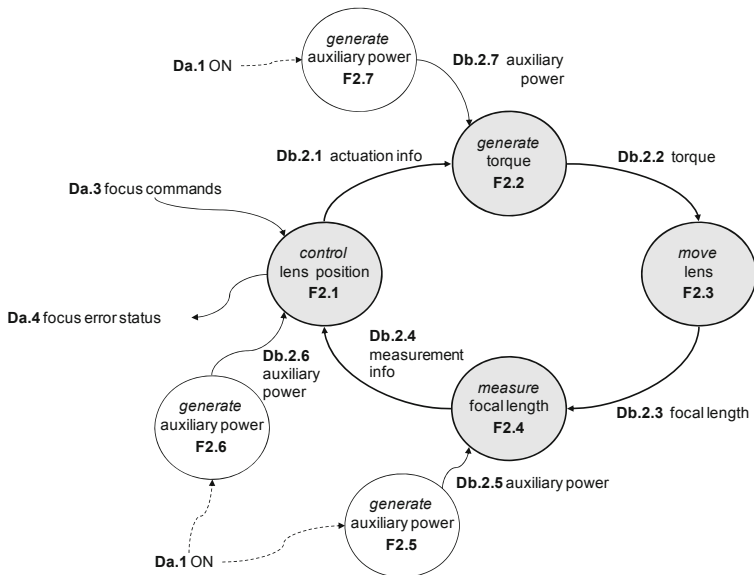 generate
auxiliary power
F2.7
Da.1 ON
Db.2.7 auxiliary
power
generate
torque
F2.2
Db.2.1 actuation info
Db.2.2 torque
Da.3 focus commands
control
lens position
F2.1
move
lens
F2.3
Da.4 focus error status
Db.2.4
measurement
info
Db.2.6
auxiliary
power
measure
focal length
F2.4
Db.2.3 focal length
generate
auxiliary power
F2.6
Db.2.5 auxiliary power
generate
auxiliary power
F2.5
Da.1 ON